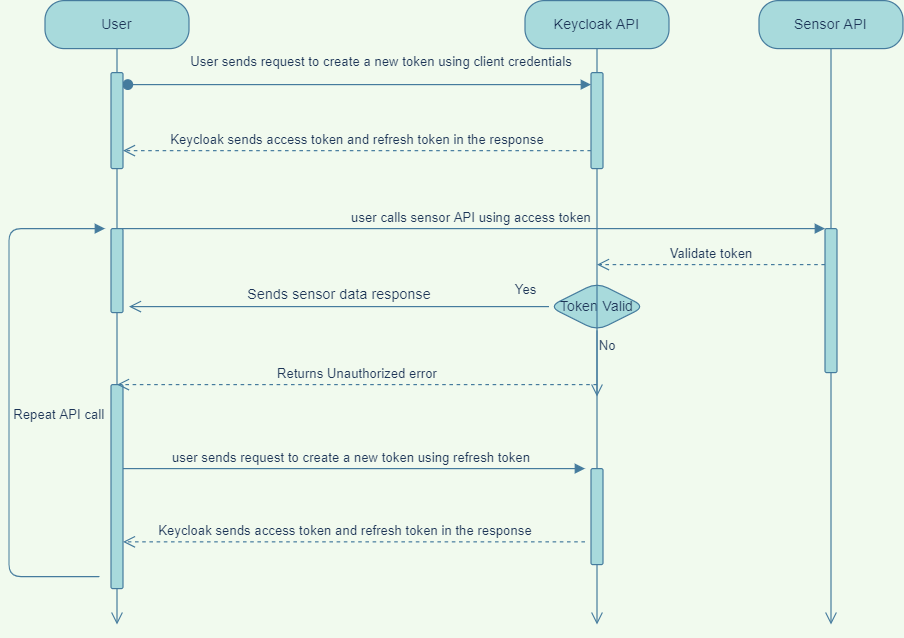 User
Keycloak API
Sensor API
User sends request to create a new token using client credentials
Keycloak sends access token and refresh token in the response
user calls sensor API using access token
Validate token
Yes
Sends sensor data response
Token Valid
No
Returns Unauthorized error
Repeat API call
user sends request to create a new token using refresh token
Keycloak sends access token and refresh token in the response